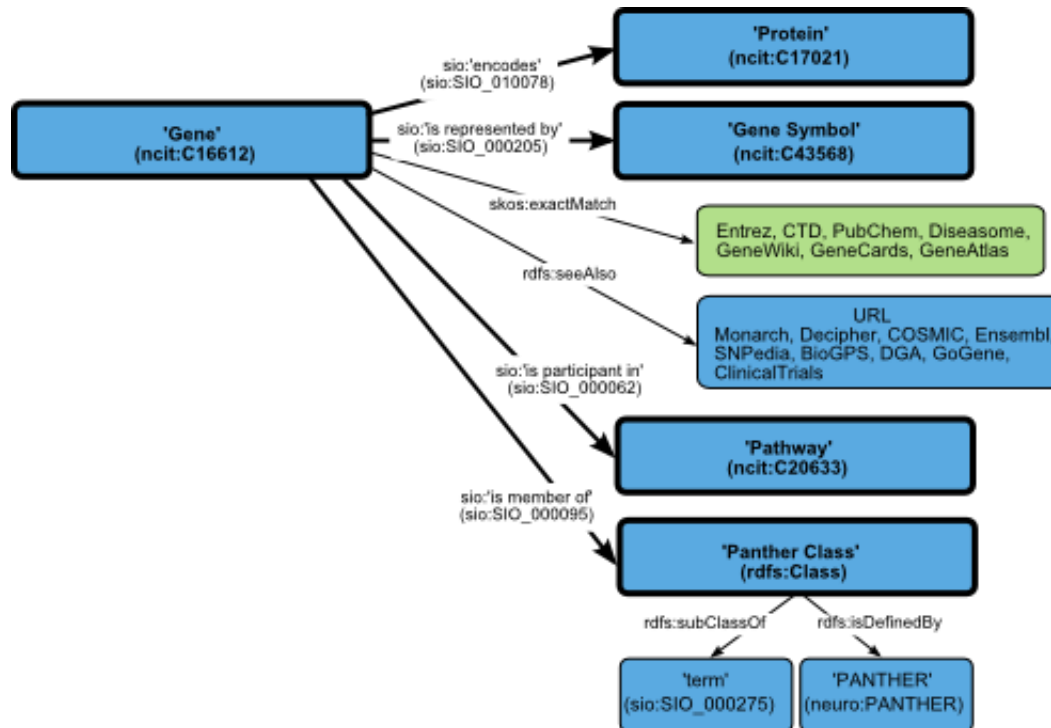 'Protein'
(ncit:C17021)
sio:'encodes'
(sio:SIO_010078)
'Gene'
(ncit:C16612)
sio:'is represented by'
(sio:SIO_000205)
'Gene Symbol'
(ncit:C43568)
skos:exactMatch
Entrez, CTD, PubChem, Diseasome,
GeneWiki, GeneCards, GeneAtlas
rdfs:seeAlso
URL
Monarch, Decipher, COSMIC, Ensembl,
SNPedia, BioGPS, DGA, GoGene,
ClinicalTrials
sio:'is participant in'
(sio:SIO_000062)
'Pathway'
(ncit:C20633)
sio:'is member of'
(sio:SIO_000095)
'Panther Class'
(rdfs:Class)
rdfs:subClassOf
rdfs:isDefinedBy
'term'
(sio:SIO_000275)
'PANTHER'
(neuro:PANTHER)